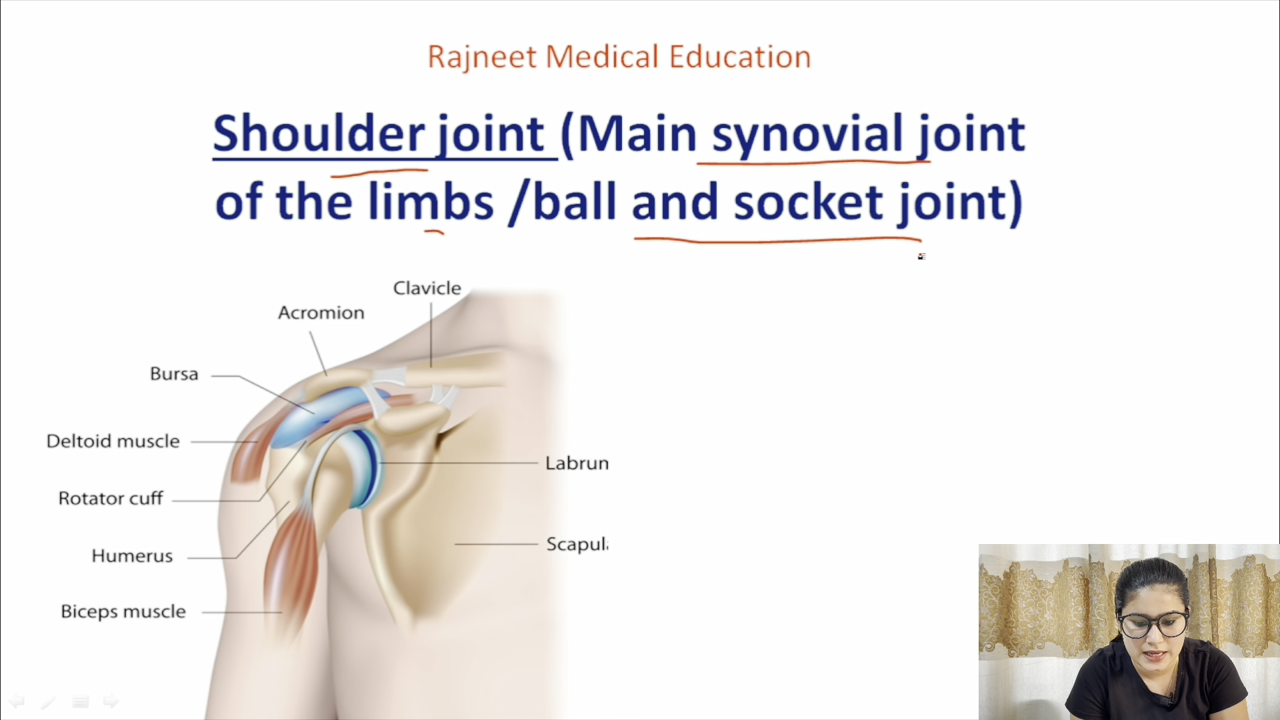 Rajneet Medical Education
Shoulder joint (Main synovial joint
of the limbs /ball and socket joint)
Clavicle
Acromion
Bursa
Deltoid muscle
Labrun
Rotator cuff
Scapul
Humerus
Biceps muscle